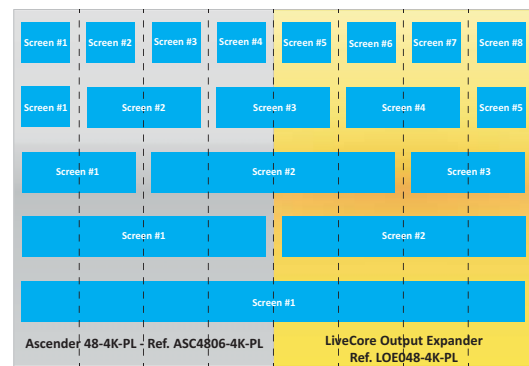 Screen #1 Screen #2 Screen #3 Screen #4 Screen #5 Screen #6 Screen #7 Screen #8
Screen #1 Screen #2 Screen #3 Screen #4 Screen #5
Screen #1 Screen #2 Screen #3
Screen #1 Screen #2
Screen #1
Ascender 48-4K-PL - Ref. ASC4806-4K-PL
LiveCore Output Expander
Ref. LOE048-4K-PL